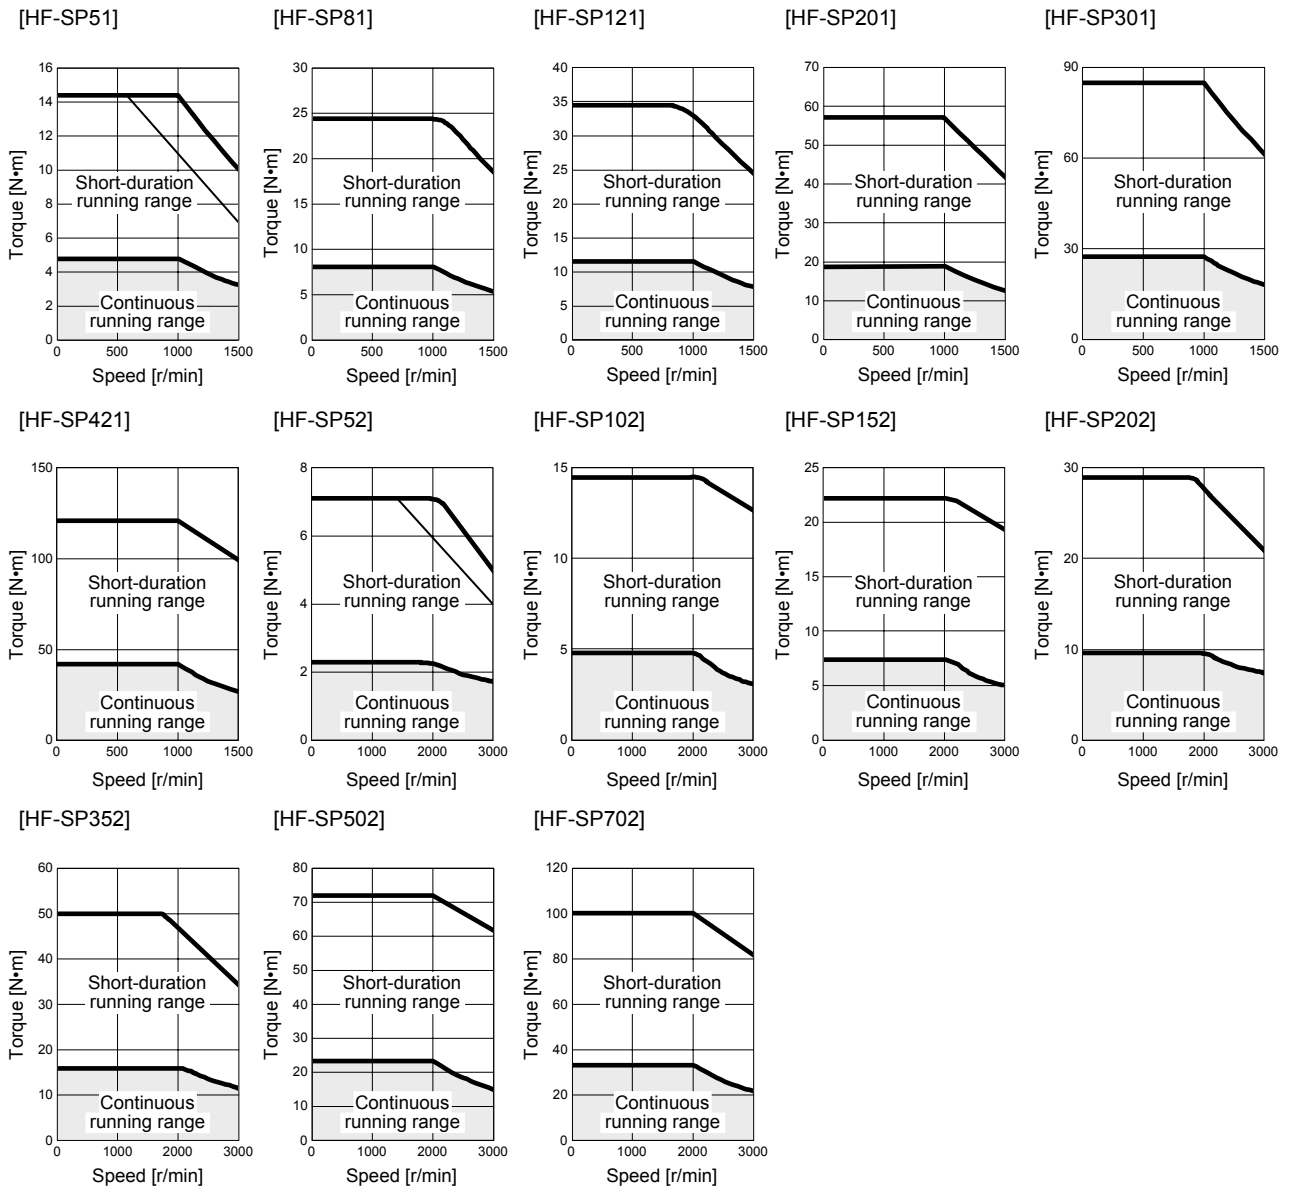 [HF-SP51]
[HF-SP81]
[HF-SP121]
[HF-SP201]
[HF-SP301]
16
14
12
10
8
6
4
2
0
Torque [N•m]
Short-duration
running range
Continuous
running range
0 500 1000 1500
Speed [r/min]
30
25
20
15
10
5
0
Torque [N•m]
Short-duration
running range
Continuous
running range
0 500 1000 1500
Speed [r/min]
40
35
30
25
20
15
10
5
0
Torque [N•m]
Short-duration
running range
Continuous
running range
0 500 1000 1500
Speed [r/min]
70
60
50
40
30
20
10
0
Torque [N•m]
Short-duration
running range
Continuous
running range
0 500 1000 1500
Speed [r/min]
90
60
30
0
Torque [N•m]
Short-duration
running range
Continuous
running range
0 500 1000 1500
Speed [r/min]
[HF-SP421]
[HF-SP52]
[HF-SP102]
[HF-SP152]
[HF-SP202]
150
100
50
0
Torque [N•m]
Short-duration
running range
Continuous
running range
0 500 1000 1500
Speed [r/min]
8
6
4
2
0
Torque [N•m]
Short-duration
running range
Continuous
running range
0 1000 2000 3000
Speed [r/min]
15
10
5
0
Torque [N•m]
Short-duration
running range
Continuous
running range
0 1000 2000 3000
Speed [r/min]
25
22
25
15
10
5
0
Torque [N•m]
Short-duration
running range
Continuous
running range
0 1000 2000 3000
Speed [r/min]
30
20
10
0
Torque [N•m]
Short-duration
running range
Continuous
running range
0 1000 2000 3000
Speed [r/min]
[HF-SP352]
[HF-SP502]
[HF-SP702]
60
50
40
30
20
10
0
Torque [N•m]
Short-duration
running range
Continuous
running range
0 1000 2000 3000
Speed [r/min]
80
70
60
50
40
30
20
10
0
Torque [N•m]
Short-duration
running range
Continuous
running range
0 1000 2000 3000
Speed [r/min]
120
100
80
60
40
20
0
Torque [N•m]
Short-duration
running range
Continuous
running range
0 1000 2000 3000
Speed [r/min]